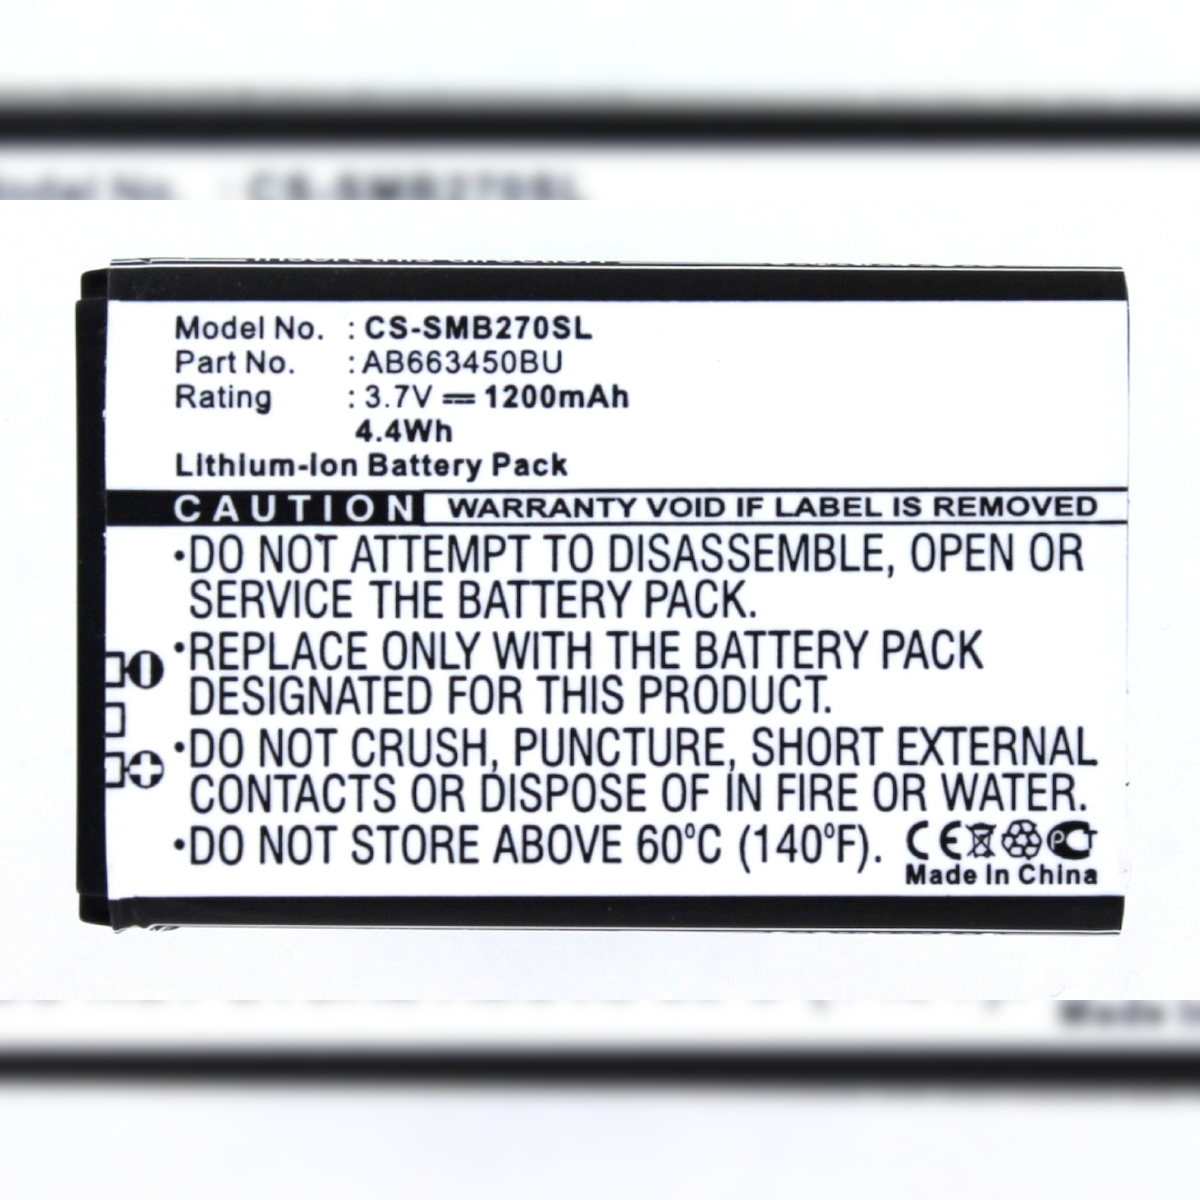 Model No. : CS-SMB270SL
Part No. : AB663450BU
Rating : 3.7V 1200mAh
4.4Wh
Lithium-ion Battery Pack
CAUTION WARRANTY VOID IF LABEL IS REMOVED
•DO NOT ATTEMPT TO DISASSEMBLE, OPEN OR
SERVICE THE BATTERY PACK.
•REPLACE ONLY WITH THE BATTERY PACK
DESIGNATED FOR THIS PRODUCT.
•DO NOT CRUSH, PUNCTURE, SHORT EXTERNAL
CONTACTS OR DISPOSE OF IN FIRE OR WATER.
•DO NOT STORE ABOVE 60°C (140°F). CE
Made In China